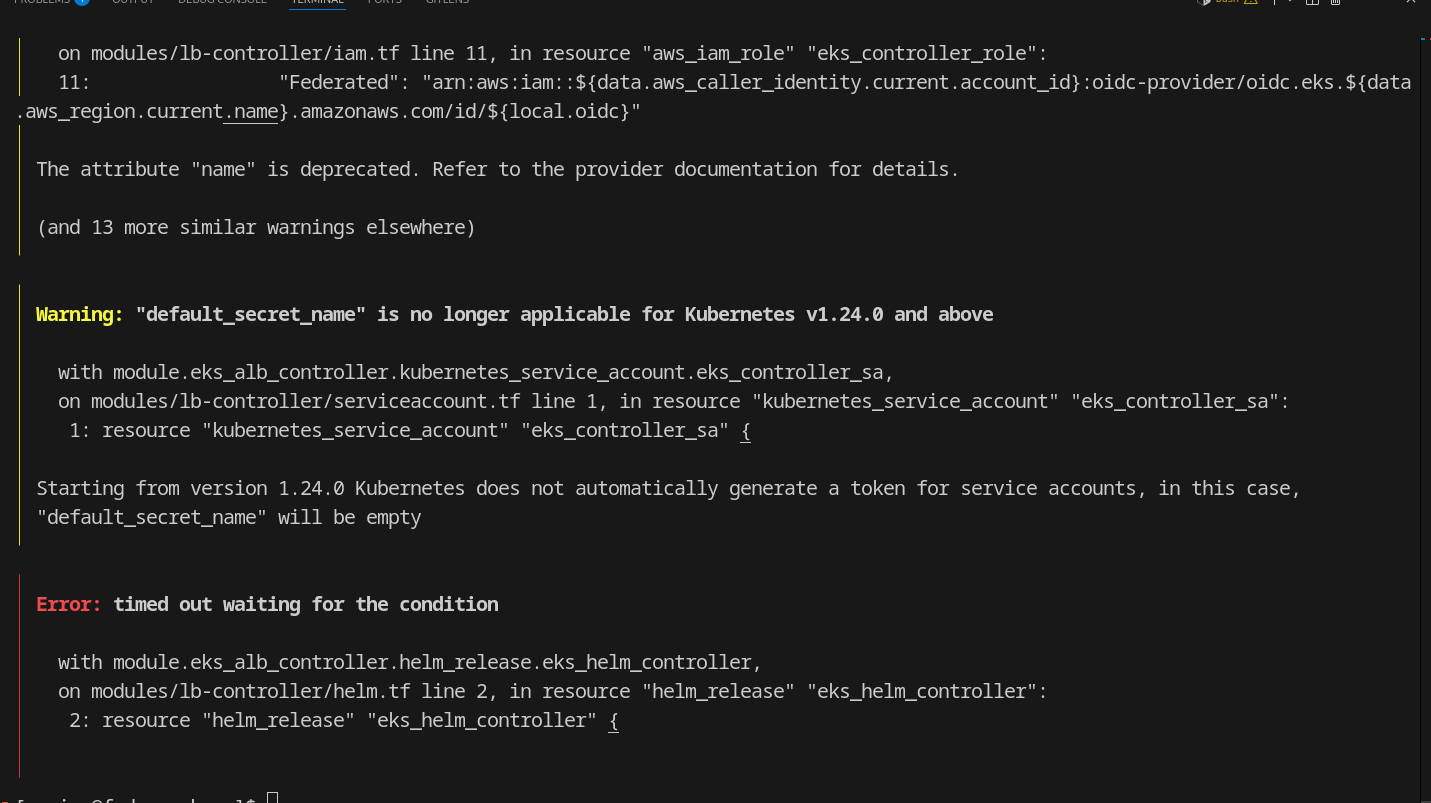 PROBLEMS OUTPUT DEBUG CONSOLE TERMINAL PORTS GITLENS bash
on modules/lb-controller/iam.tf line 11, in resource "aws_iam_role" "eks_controller_role":
11: "Federated": "arn:aws:iam::${data.aws_caller_identity.current.account_id}:oidc-provider/oidc.eks.${data
.aws_region.current.name}.amazonaws.com/id/${local.oidc}"
The attribute "name" is deprecated. Refer to the provider documentation for details.
(and 13 more similar warnings elsewhere)
Warning: "default_secret_name" is no longer applicable for Kubernetes v1.24.0 and above
with module.eks_alb_controller.kubernetes_service_account.eks_controller_sa,
on modules/lb-controller/serviceaccount.tf line 1, in resource "kubernetes_service_account" "eks_controller_sa":
1: resource "kubernetes_service_account" "eks_controller_sa" {
Starting from version 1.24.0 Kubernetes does not automatically generate a token for service accounts, in this case,
"default_secret_name" will be empty
Error: timed out waiting for the condition
with module.eks_alb_controller.helm_release.eks_helm_controller,
on modules/lb-controller/helm.tf line 2, in resource "helm_release" "eks_helm_controller":
2: resource "helm_release" "eks_helm_controller" {